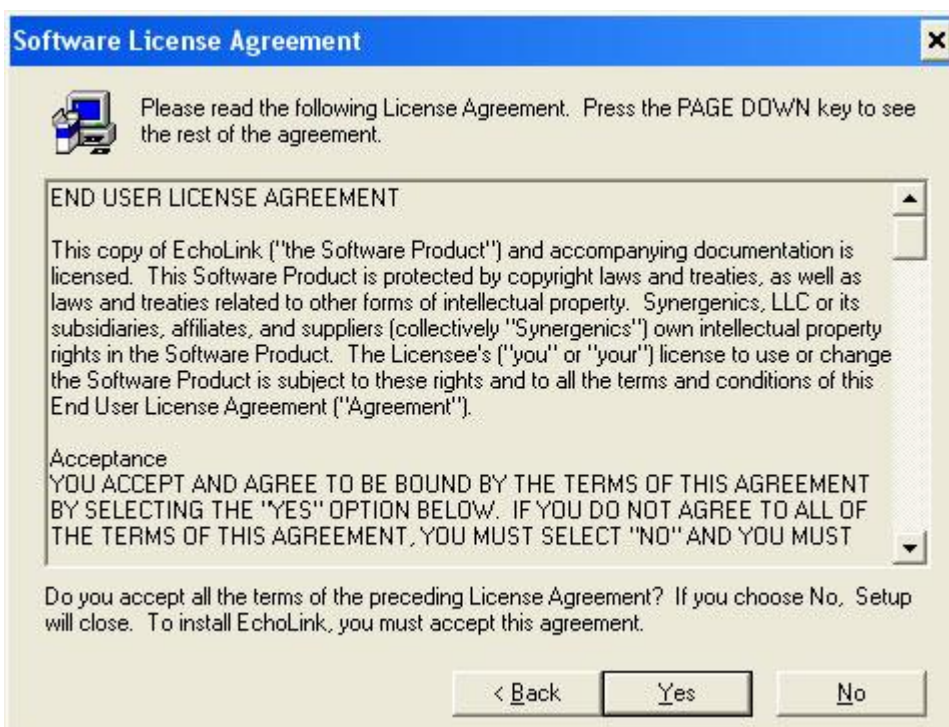 Software License Agreement
Please read the following License Agreement.  Press the PAGE DOWN key to see
the rest of the agreement.
END USER LICENSE AGREEMENT
This copy of EchoLink ("the Software Product") and accompanying documentation is
licensed.  This Software Product is protected by copyright laws and treaties, as well as
laws and treaties related to other forms of intellectual property.  Synergenics, LLC or its
subsidiaries, affiliates, and suppliers (collectively "Synergenics") own intellectual property
rights in the Software Product.  The Licensee's ("you" or "your") license to use or change
the Software Product is subject to these rights and to all the terms and conditions of this
End User License Agreement ("Agreement").
Acceptance
YOU ACCEPT AND AGREE TO BE BOUND BY THE TERMS OF THIS AGREEMENT
BY SELECTING THE "YES" OPTION BELOW.  IF YOU DO NOT AGREE TO ALL OF
THE TERMS OF THIS AGREEMENT, YOU MUST SELECT "NO" AND YOU MUST
Do you accept all the terms of the preceding License Agreement?  If you choose No,  Setup
will close.  To install EchoLink, you must accept this agreement.
< Back
Yes
No